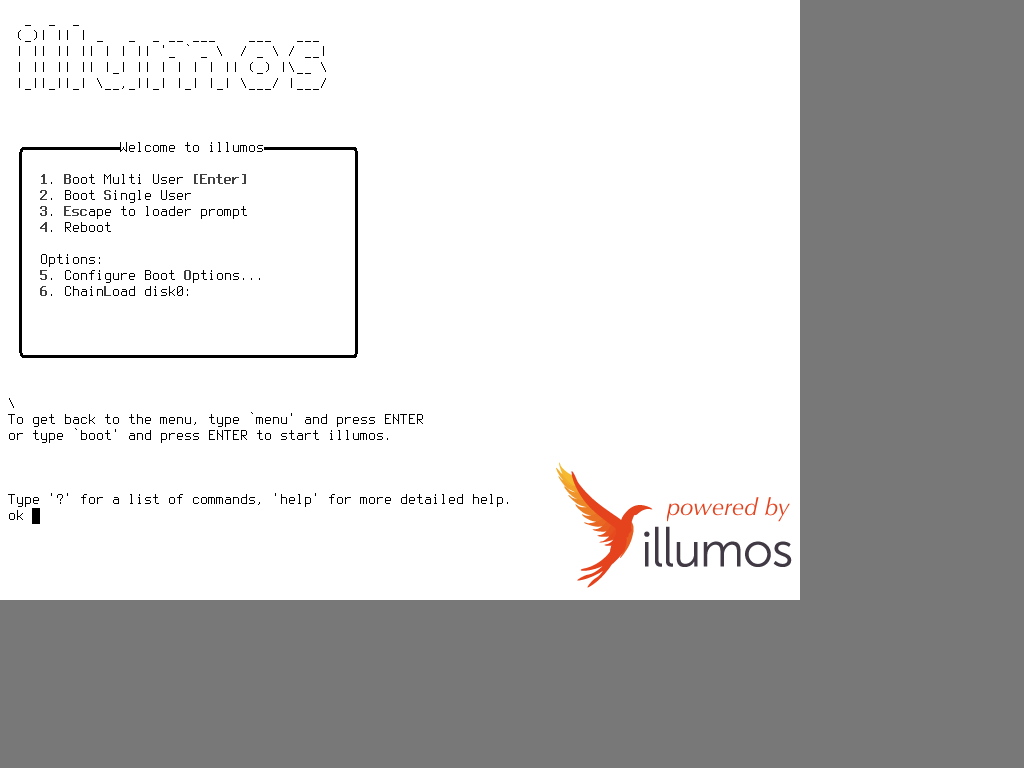 illumos
Welcome to illumos
1. Boot Multi User [Enter]
2. Boot Single User
3. Escape to loader prompt
4. Reboot
Options:
5. Configure Boot Options...
6. ChainLoad disk0:
\
To get back to the menu, type `menu' and press ENTER
or type `boot' and press ENTER to start illumos.
Type '?' for a list of commands, 'help' for more detailed help.
ok
powered by
illumos